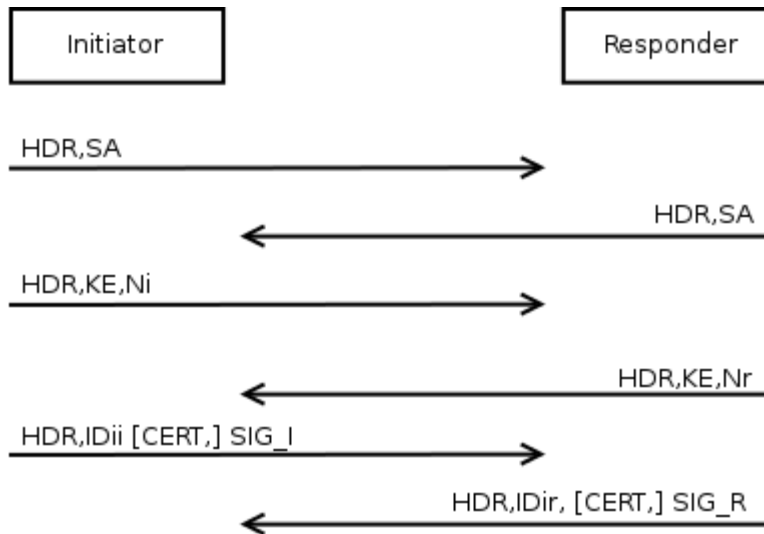 Initiator
Responder
HDR,SA
HDR,SA
HDR,KE,Ni
HDR,KE,Nr
HDR,IDii [CERT,] SIG_I
HDR,IDir, [CERT,] SIG_R